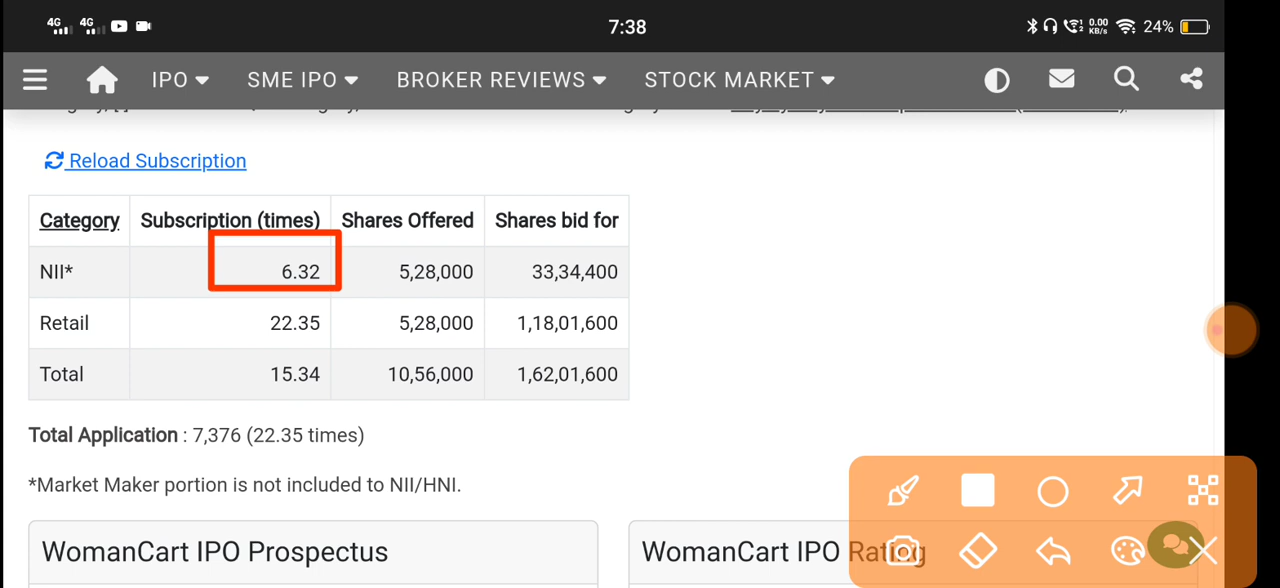 4G 4G 7:38 0.00 KB/s 24%
IPO SME IPO BROKER REVIEWS STOCK MARKET
Reload Subscription
Category Subscription (times) Shares Offered Shares bid for
NII* 6.32 5,28,000 33,34,400
Retail 22.35 5,28,000 1,18,01,600
Total 15.34 10,56,000 1,62,01,600
Total Application : 7,376 (22.35 times)
*Market Maker portion is not included to NII/HNI.
WomanCart IPO Prospectus WomanCart IPO Rating